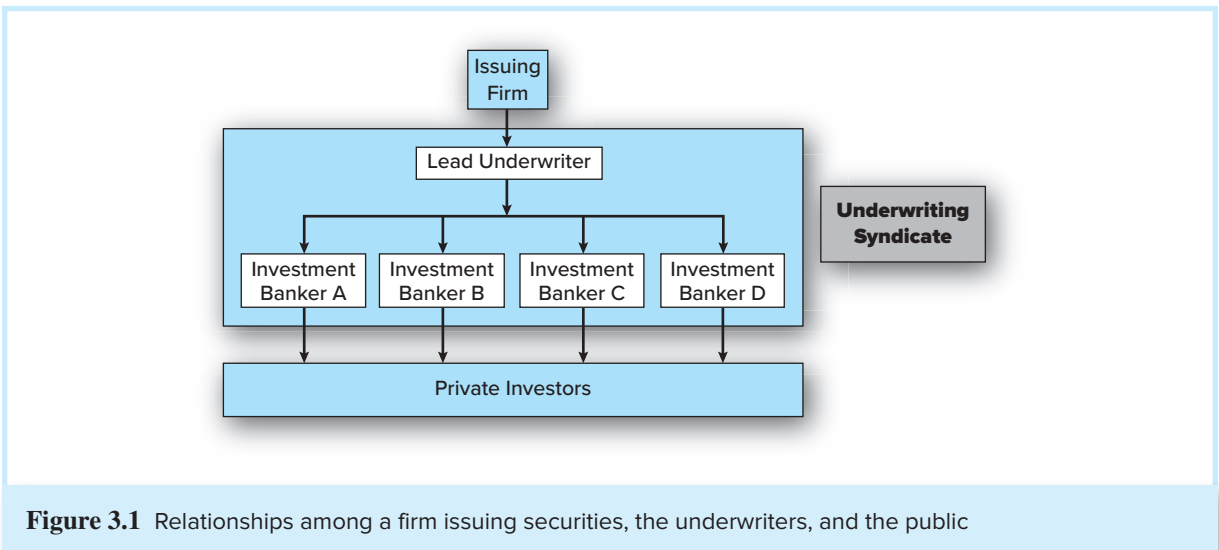 Issuing
Firm
Lead Underwriter
Underwriting
Syndicate
Investment
Banker A
Investment
Banker B
Investment
Banker C
Investment
Banker D
Private Investors
Figure 3.1 Relationships among a firm issuing securities, the underwriters, and the public